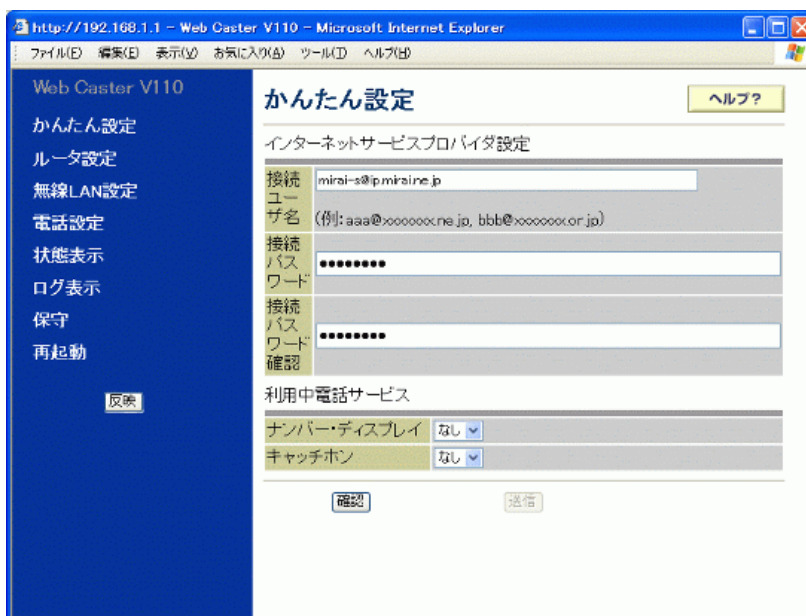 http://192.168.1.1 - Web Caster V110 - Microsoft Internet Explorer
ファイル(E) 編集(E) 表示(V) お気に入り(A) ツール(T) ヘルプ(H)
Web Caster V110
かんたん設定
ルータ設定
無線LAN設定
電話設定
状態表示
ログ表示
保守
再起動
反映
かんたん設定
ヘルプ?
インターネットサービスプロバイダ設定
接続
ユー
ザ名
mirai-s@ip.mirai.ne.jp
(例:aaa@xxxxxxx.ne.jp, bbb@xxxxxxx.or.jp)
接続
パス
ワード
●●●●●●●●
接続
パス
ワード
確認
●●●●●●●●
利用中電話サービス
ナンバー・ディスプレイ なし
キャッチホン なし
確認 送信